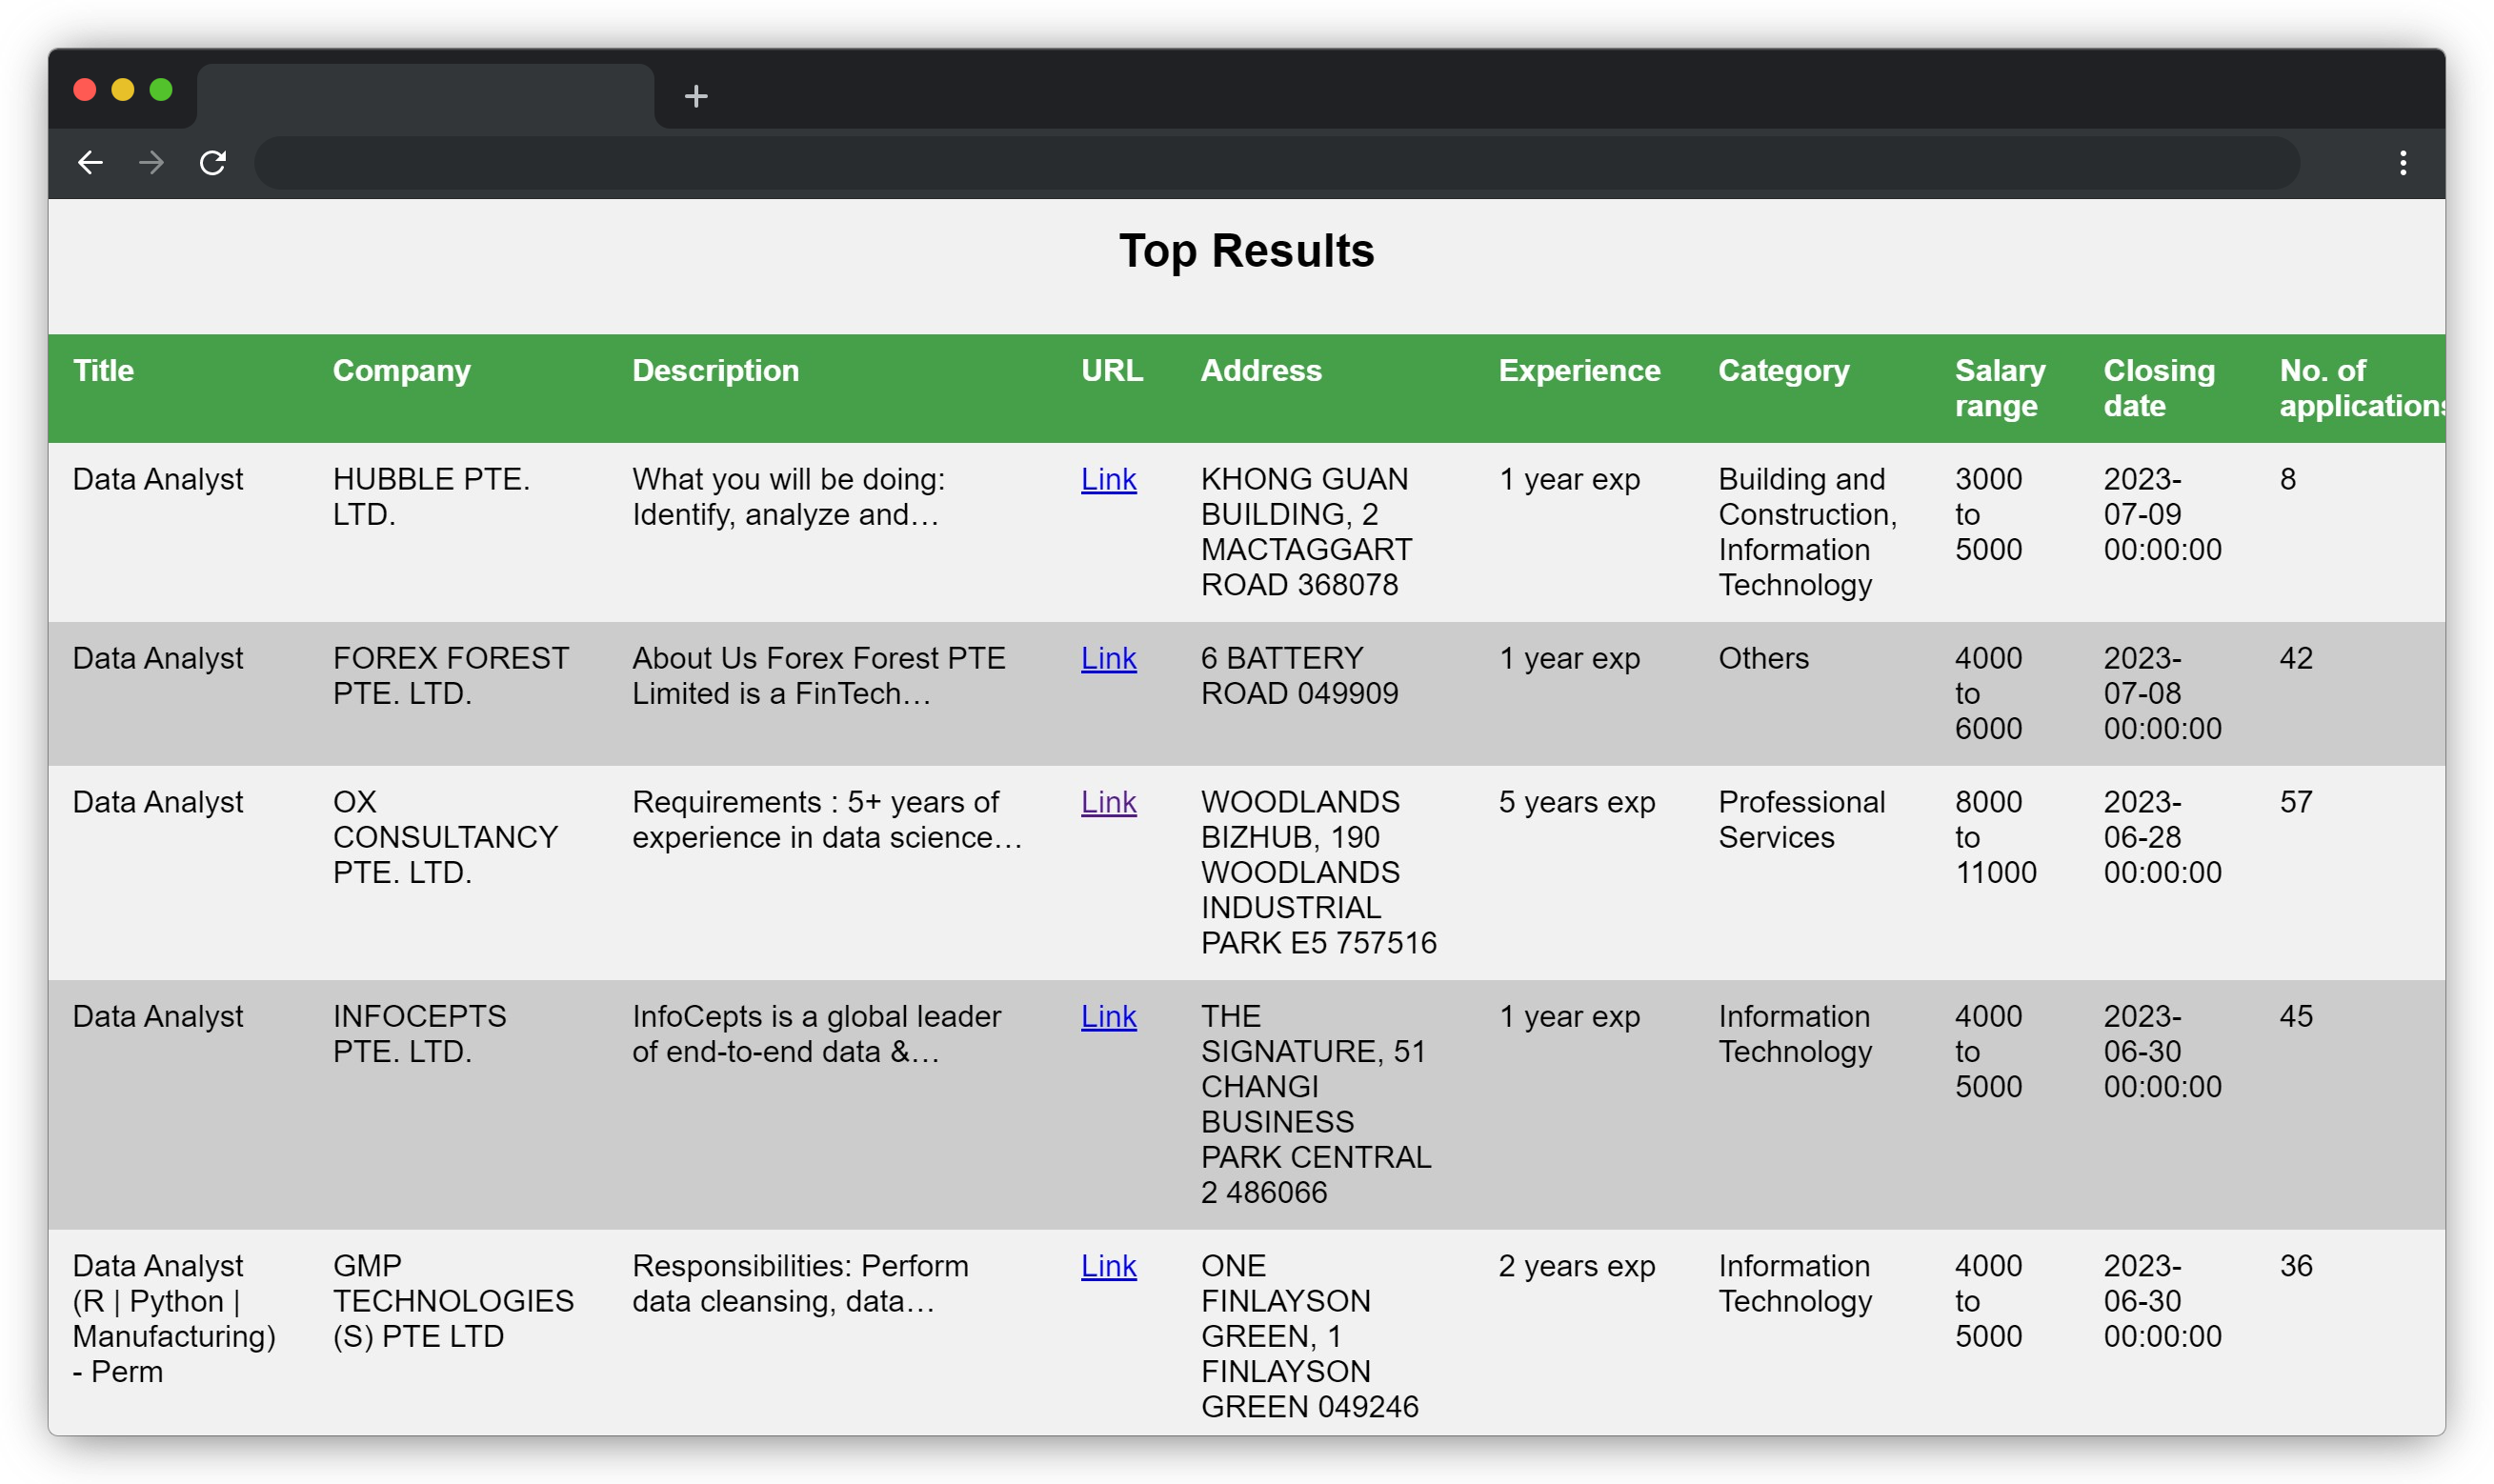 Top Results
Title
Company
Description
URL
Address
Experience
Category
Salary
range
Closing
date
No. of
applications
Data Analyst
HUBBLE PTE.
LTD.
What you will be doing:
Identify, analyze and…
Link
KHONG GUAN
BUILDING, 2
MACTAGGART
ROAD 368078
1 year exp
Building and
Construction,
Information
Technology
3000
to
5000
2023-
07-09
00:00:00
8
Data Analyst
FOREX FOREST
PTE. LTD.
About Us Forex Forest PTE
Limited is a FinTech…
Link
6 BATTERY
ROAD 049909
1 year exp
Others
4000
to
6000
2023-
07-08
00:00:00
42
Data Analyst
OX
CONSULTANCY
PTE. LTD.
Requirements : 5+ years of
experience in data science…
Link
WOODLANDS
BIZHUB, 190
WOODLANDS
INDUSTRIAL
PARK E5 757516
5 years exp
Professional
Services
8000
to
11000
2023-
06-28
00:00:00
57
Data Analyst
INFOCEPTS
PTE. LTD.
InfoCepts is a global leader
of end-to-end data &…
Link
THE
SIGNATURE, 51
CHANGI
BUSINESS
PARK CENTRAL
2 486066
1 year exp
Information
Technology
4000
to
5000
2023-
06-30
00:00:00
45
Data Analyst
(R | Python |
Manufacturing)
- Perm
GMP
TECHNOLOGIES
(S) PTE LTD
Responsibilities: Perform
data cleansing, data…
Link
ONE
FINLAYSON
GREEN, 1
FINLAYSON
GREEN 049246
2 years exp
Information
Technology
4000
to
5000
2023-
06-30
00:00:00
36